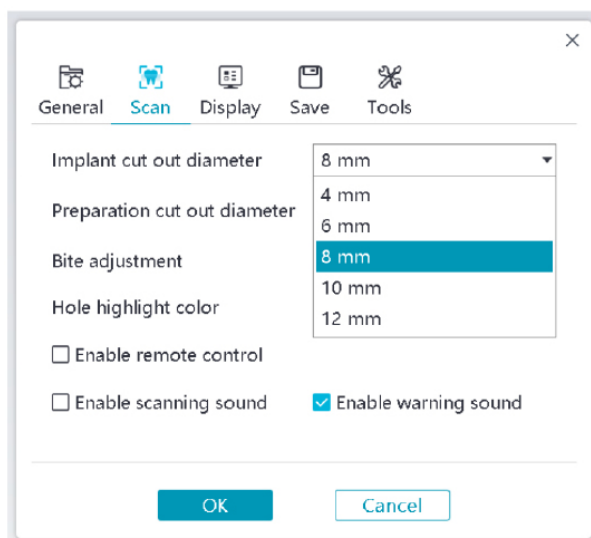 General Scan Display Save Tools
Implant cut out diameter 8 mm
4 mm
Preparation cut out diameter
6 mm
Bite adjustment 8 mm
10 mm
Hole highlight color
12 mm
Enable remote control
Enable scanning sound Enable warning sound
OK Cancel